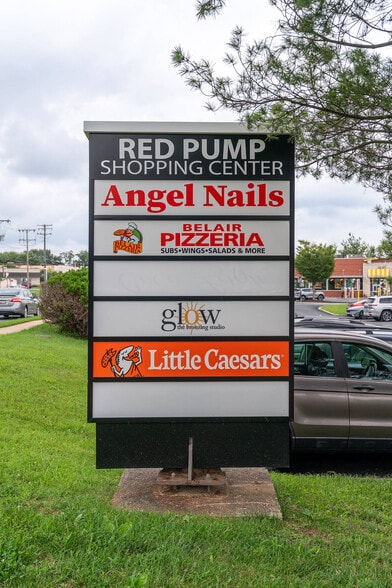 RED PUMP
SHOPPING CENTER
Angel Nails
BELAIR
PIZZERIA
SUBS•WINGS•SALADS & MORE
glow
the bronzing studio
Little Caesars